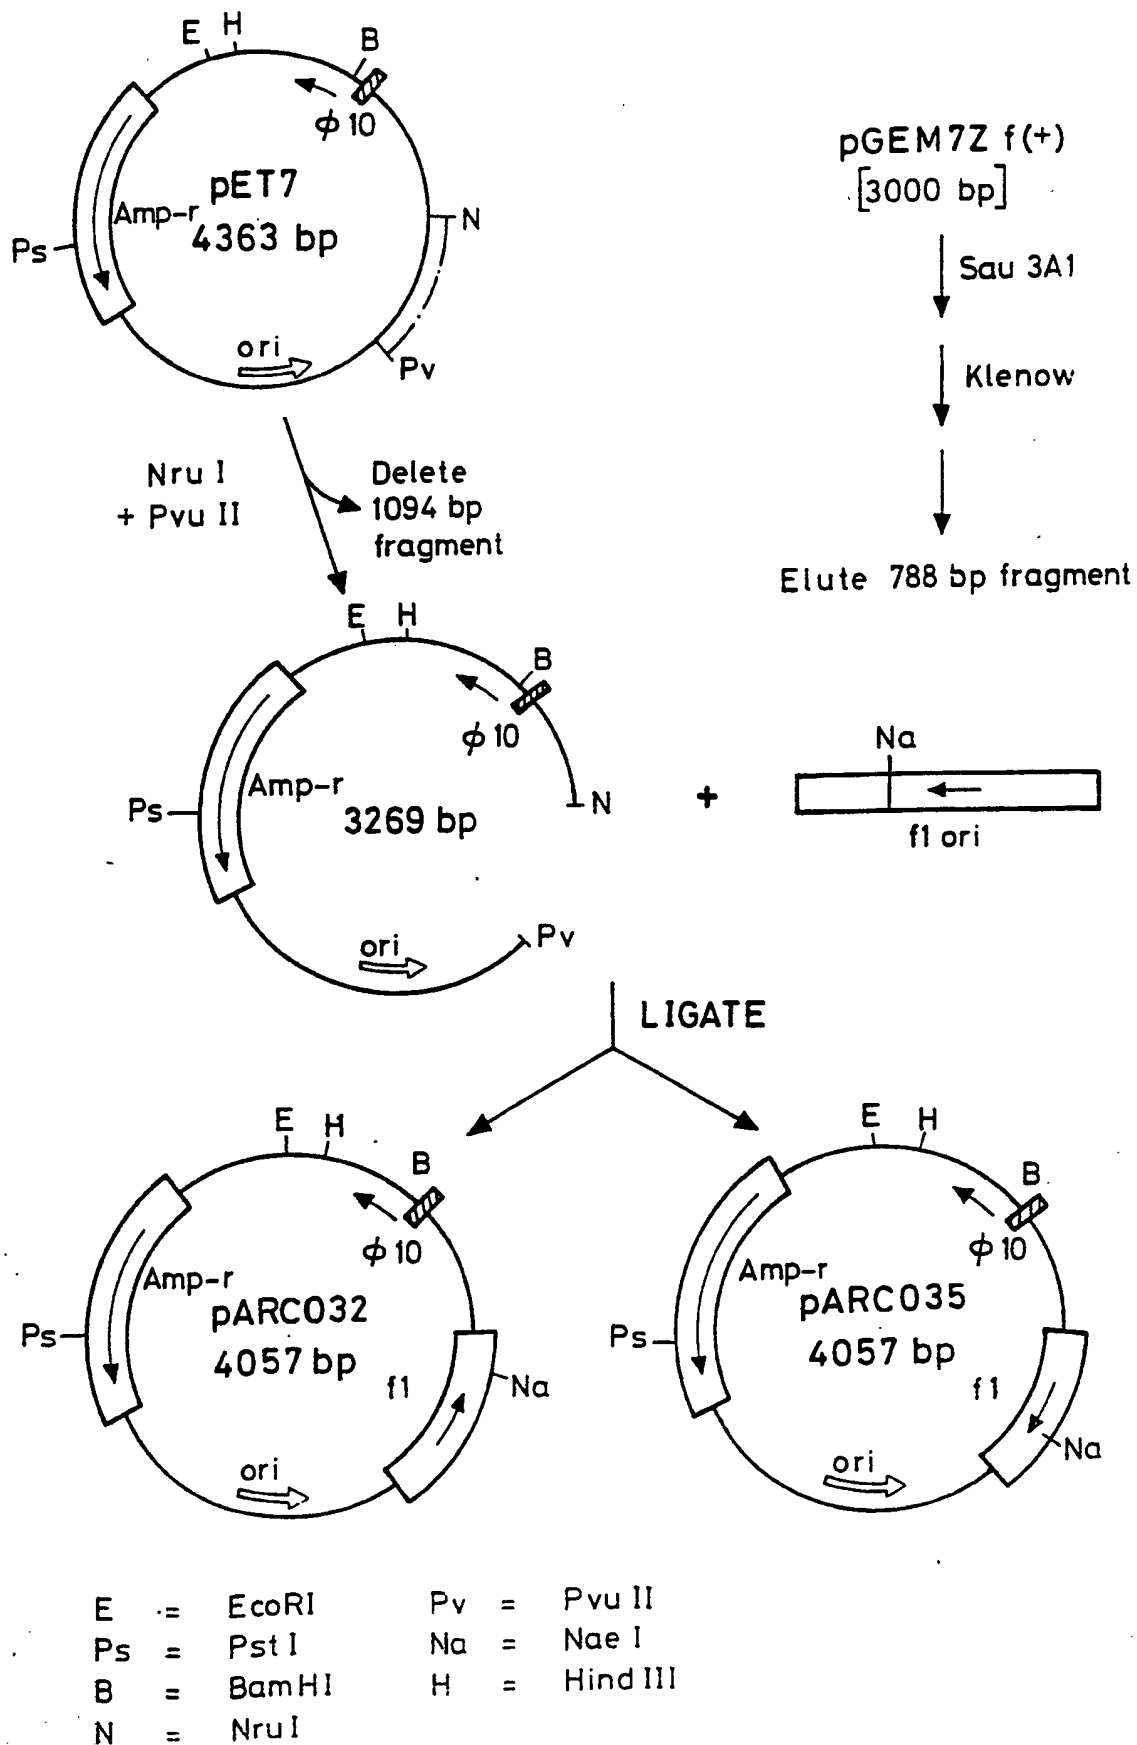 E H B
φ10
pET7
4363 bp
Amp-r
Ps
N
ori
Pv
pGEM7Z f(+)
[3000 bp]
Sau 3A1
Klenow
Elute 788 bp fragment
Nru I
+ Pvu II
Delete
1094 bp
fragment
E H
B
φ10
Amp-r
Ps
3269 bp
N
ori
Pv
+
Na
f1 ori
LIGATE
E H
B
φ10
Amp-r
pARC032
4057 bp
Ps
f1
Na
ori
E H
B
φ10
Amp-r
pARC035
4057 bp
Ps
f1
Na
ori
E = EcoRI Pv = Pvu II
Ps = Pst I Na = Nae I
B = BamHI H = Hind III
N = Nru I